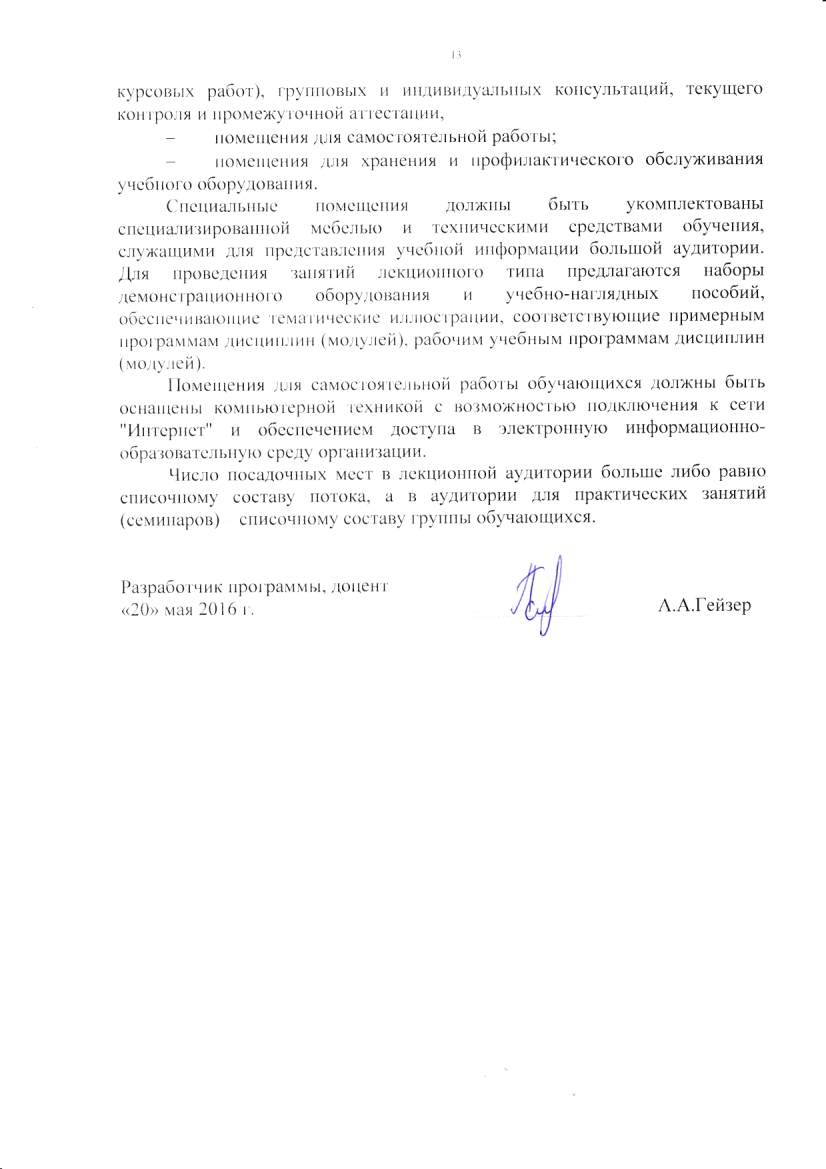 13
курсовых работ), групповых и индивидуальных консультаций, текущего
контроля и промежуточной аттестации,
– помещения для самостоятельной работы;
– помещения для хранения и профилактического обслуживания
учебного оборудования.
Специальные помещения должны быть укомплектованы
специализированной мебелью и техническими средствами обучения,
служащими для представления учебной информации большой аудитории.
Для проведения занятий лекционного типа предлагаются наборы
демонстрационного оборудования и учебно-наглядных пособий,
обеспечивающие тематические иллюстрации, соответствующие примерным
программам дисциплин (модулей), рабочим учебным программам дисциплин
(модулей).
Помещения для самостоятельной работы обучающихся должны быть
оснащены компьютерной техникой с возможностью подключения к сети
"Интернет" и обеспечением доступа в электронную информационно-
образовательную среду организации.
Число посадочных мест в лекционной аудитории больше либо равно
списочному составу потока, а в аудитории для практических занятий
(семинаров) – списочному составу группы обучающихся.
Разработчик программы, доцент
«20» мая 2016 г. А.А.Гейзер